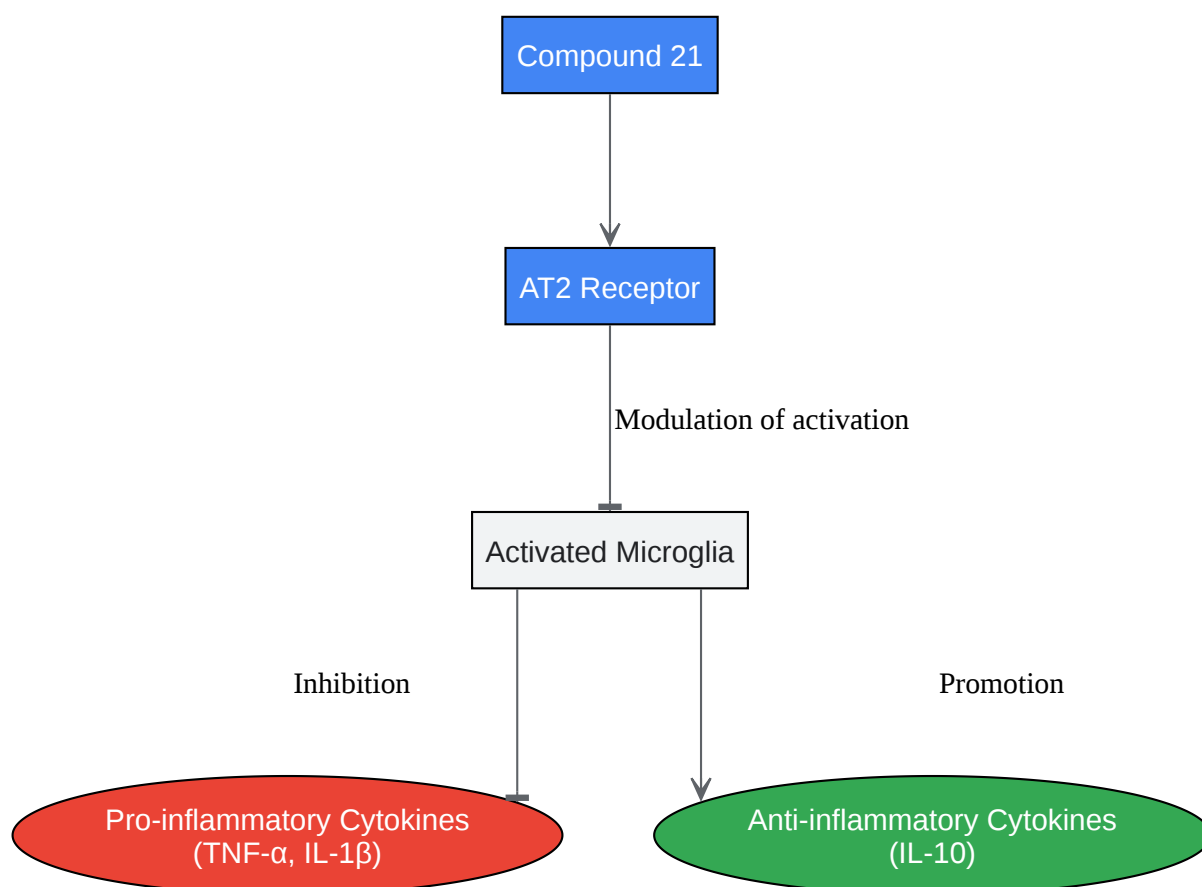 Compound 21
AT2 Receptor
Modulation of activation
Activated Microglia
Inhibition
Promotion
Pro-inflammatory Cytokines
(TNF-α, IL-1β)
Anti-inflammatory Cytokines
(IL-10)